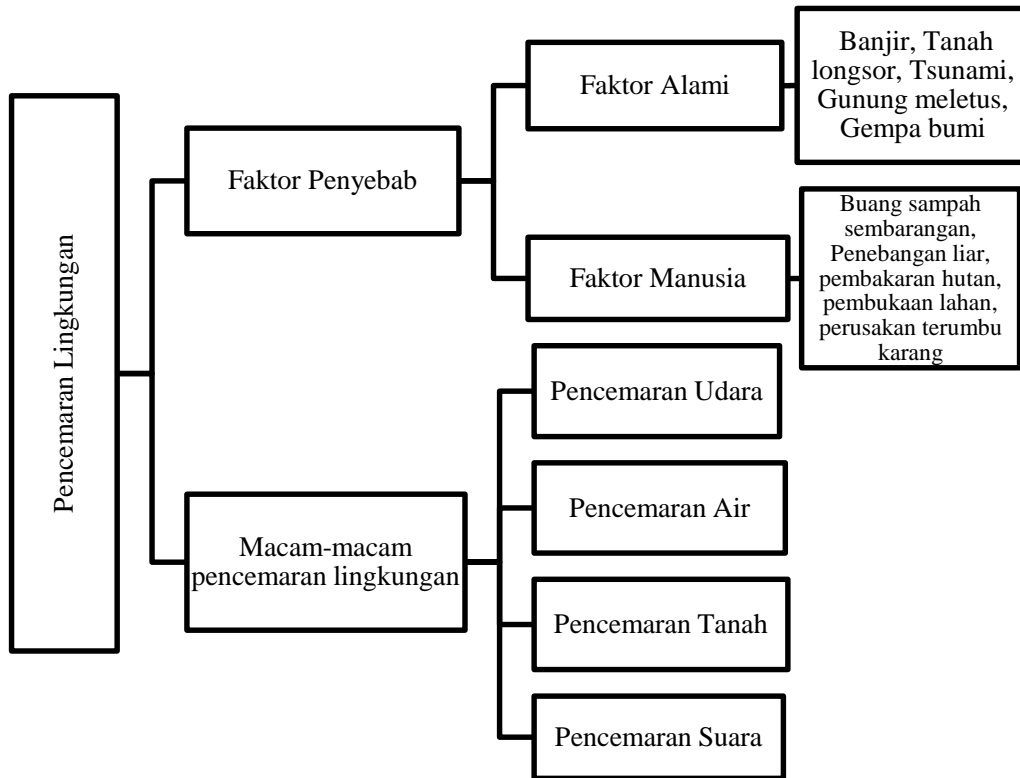 Pencemaran Lingkungan
Faktor Penyebab
Faktor Alami
Banjir, Tanah
longsor, Tsunami,
Gunung meletus,
Gempa bumi
Faktor Manusia
Buang sampah
sembarangan,
Penebangan liar,
pembakaran hutan,
pembukaan lahan,
perusakan terumbu
karang
Macam-macam
pencemaran lingkungan
Pencemaran Udara
Pencemaran Air
Pencemaran Tanah
Pencemaran Suara